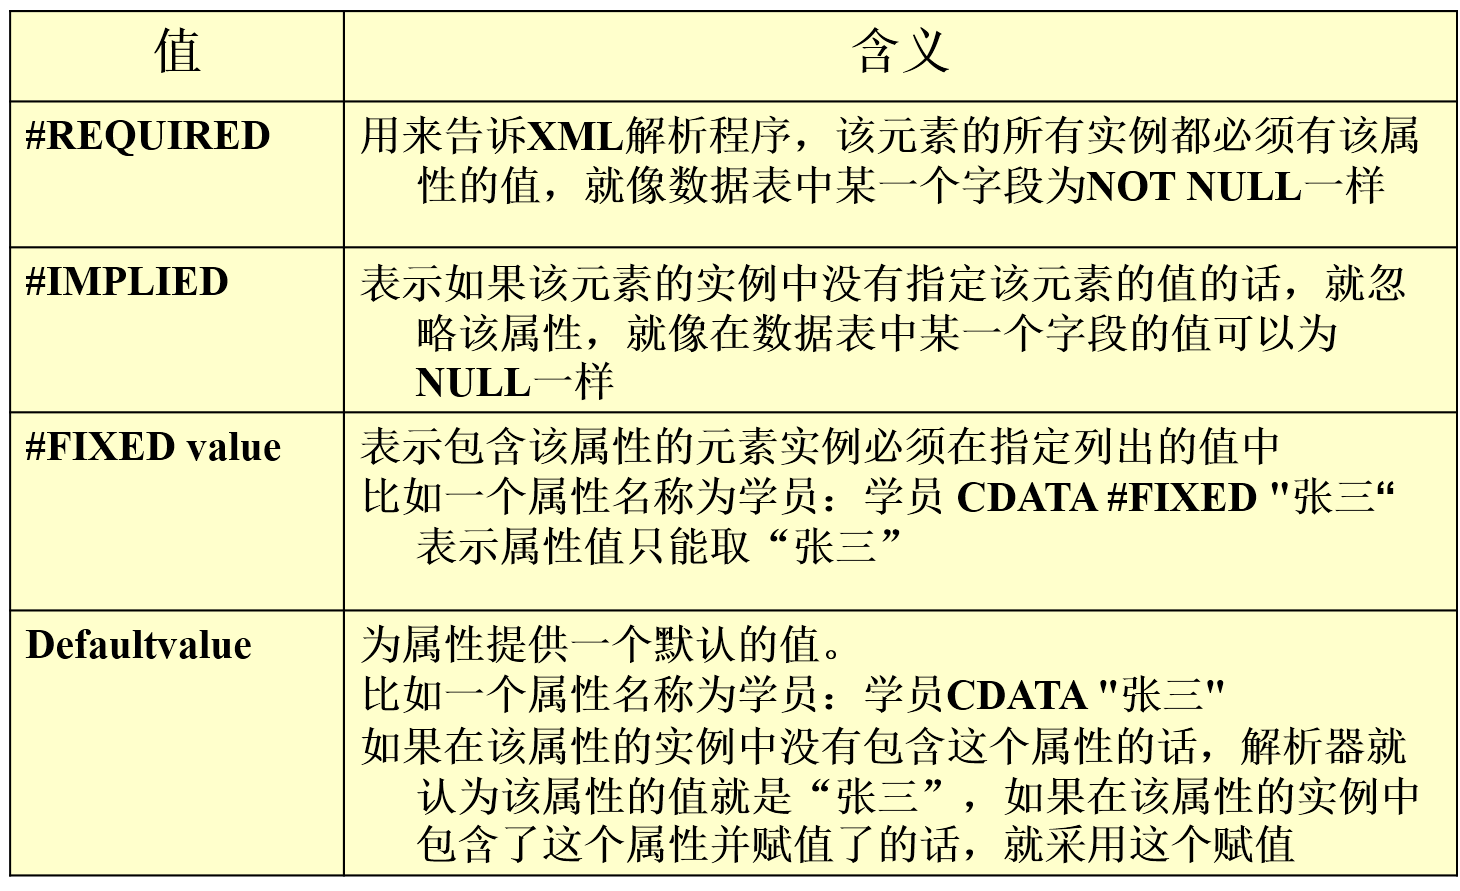 值
含义
#REQUIRED
用来告诉XML解析程序，该元素的所有实例都必须有该属
性的值，就像数据表中某一个字段为NOT NULL一样
#IMPLIED
表示如果该元素的实例中没有指定该元素的值的话，就忽
略该属性，就像在数据表中某一个字段的值可以为
NULL一样
#FIXED value
表示包含该属性的元素实例必须在指定列出的值中
比如一个属性名称为学员：学员 CDATA #FIXED "张三“
表示属性值只能取“张三”
Defaultvalue
为属性提供一个默认的值。
比如一个属性名称为学员：学员CDATA "张三"
如果在该属性的实例中没有包含这个属性的话，解析器就
认为该属性的值就是“张三”，如果在该属性的实例中
包含了这个属性并赋值了的话，就采用这个赋值